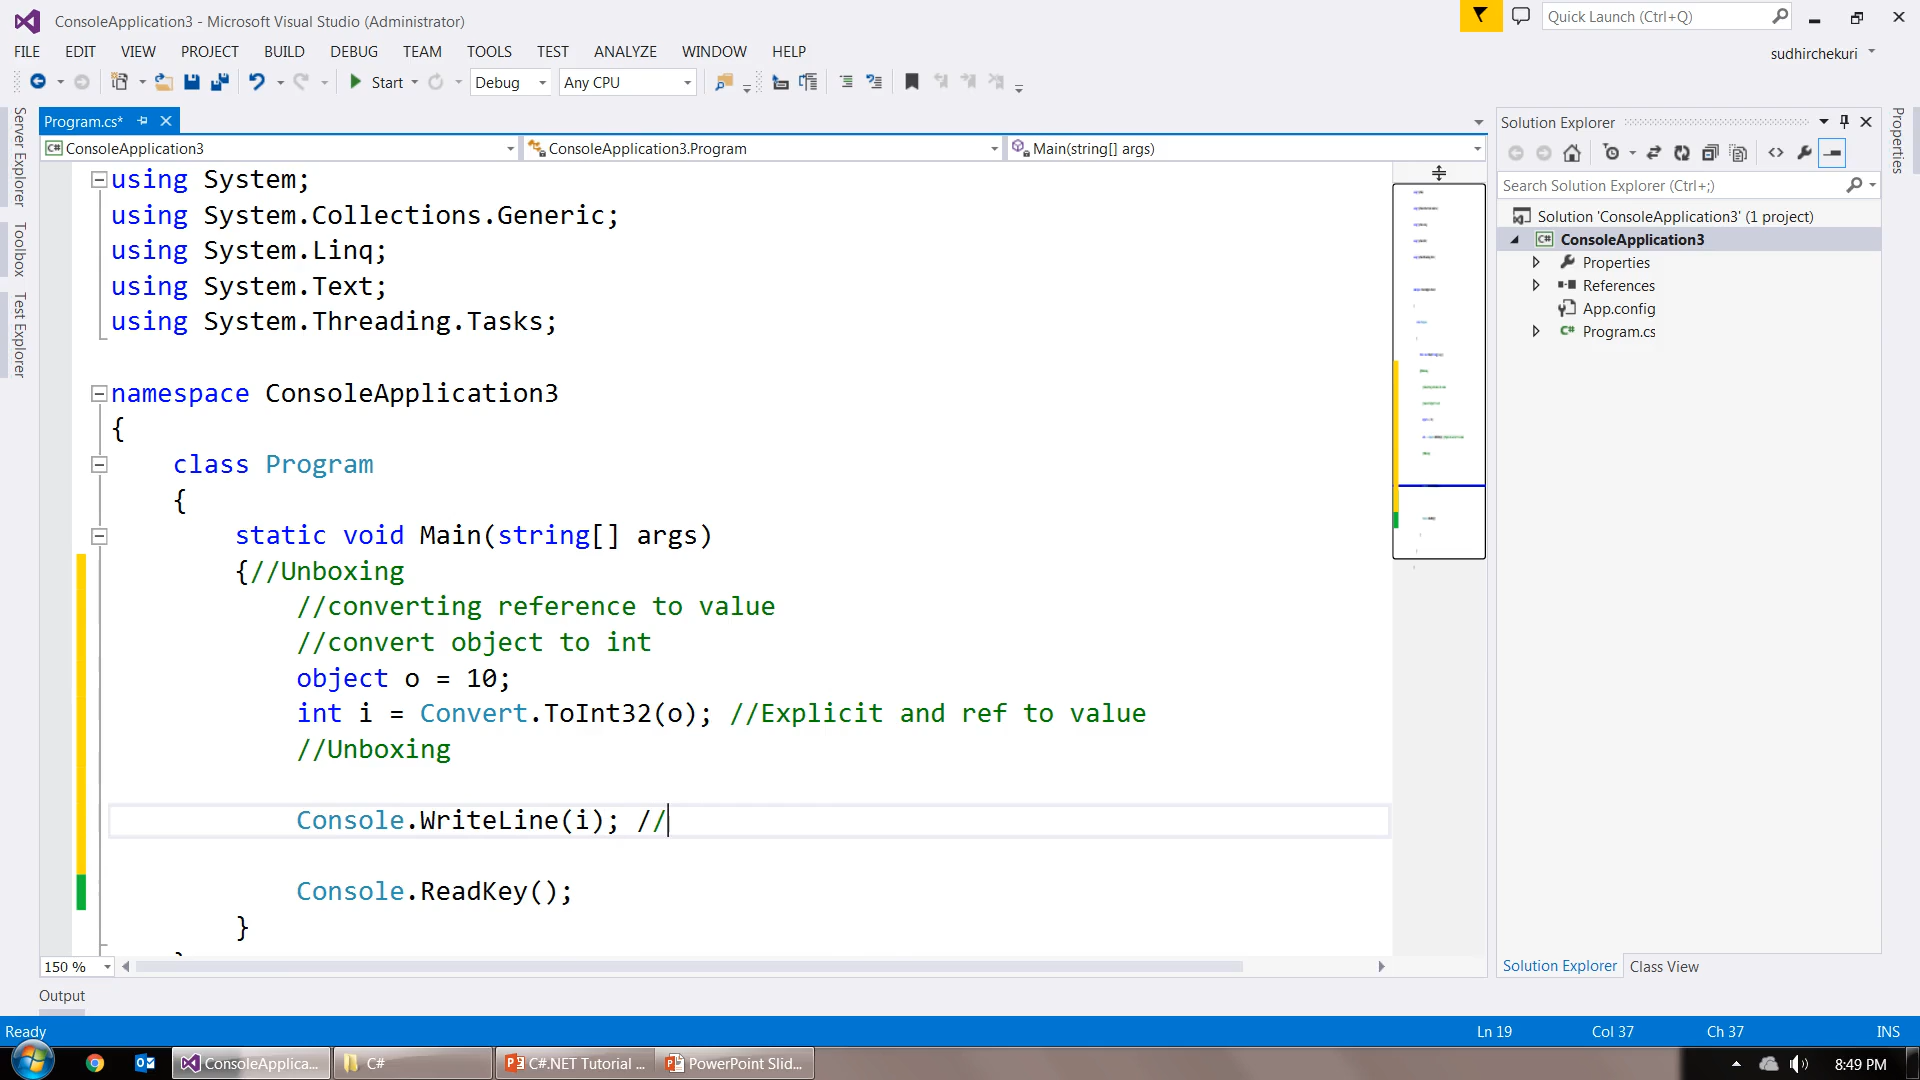 ConsoleApplication3 - Microsoft Visual Studio (Administrator)
Quick Launch (Ctrl+Q)
FILE EDIT VIEW PROJECT BUILD DEBUG TEAM TOOLS TEST ANALYZE WINDOW HELP
sudhirchekuri
Start Debug Any CPU
Server Explorer
Toolbox
Test Explorer
Program.cs*
ConsoleApplication3 ConsoleApplication3.Program Main(string[] args)
using System;
using System.Collections.Generic;
using System.Linq;
using System.Text;
using System.Threading.Tasks;
namespace ConsoleApplication3
{
class Program
{
static void Main(string[] args)
{//Unboxing
//converting reference to value
//convert object to int
object o = 10;
int i = Convert.ToInt32(o); //Explicit and ref to value
//Unboxing
Console.WriteLine(i); //
Console.ReadKey();
}
150 %
Solution Explorer
Search Solution Explorer (Ctrl+;)
Solution 'ConsoleApplication3' (1 project)
C# ConsoleApplication3
Properties
References
App.config
C# Program.cs
Solution Explorer Class View
Properties
Output
Ready Ln 19 Col 37 Ch 37 INS
ConsoleApplica... C# C#.NET Tutorial ... PowerPoint Slid... 8:49 PM